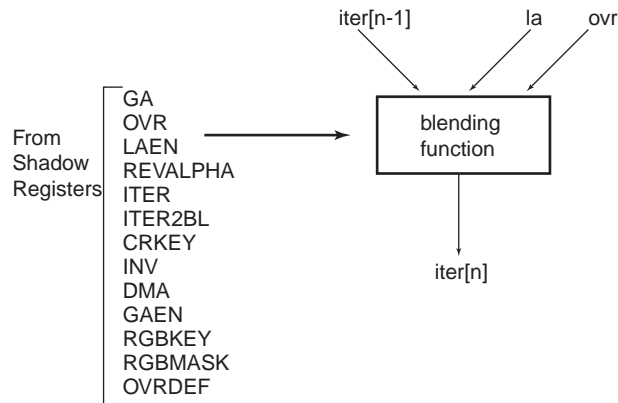 iter[n-1] la ovr
From
Shadow
Registers
GA
OVR
LAEN
REVALPHA
ITER
ITER2BL
CRKEY
INV
DMA
GAEN
RGBKEY
RGBMASK
OVRDEF
blending
function
iter[n]